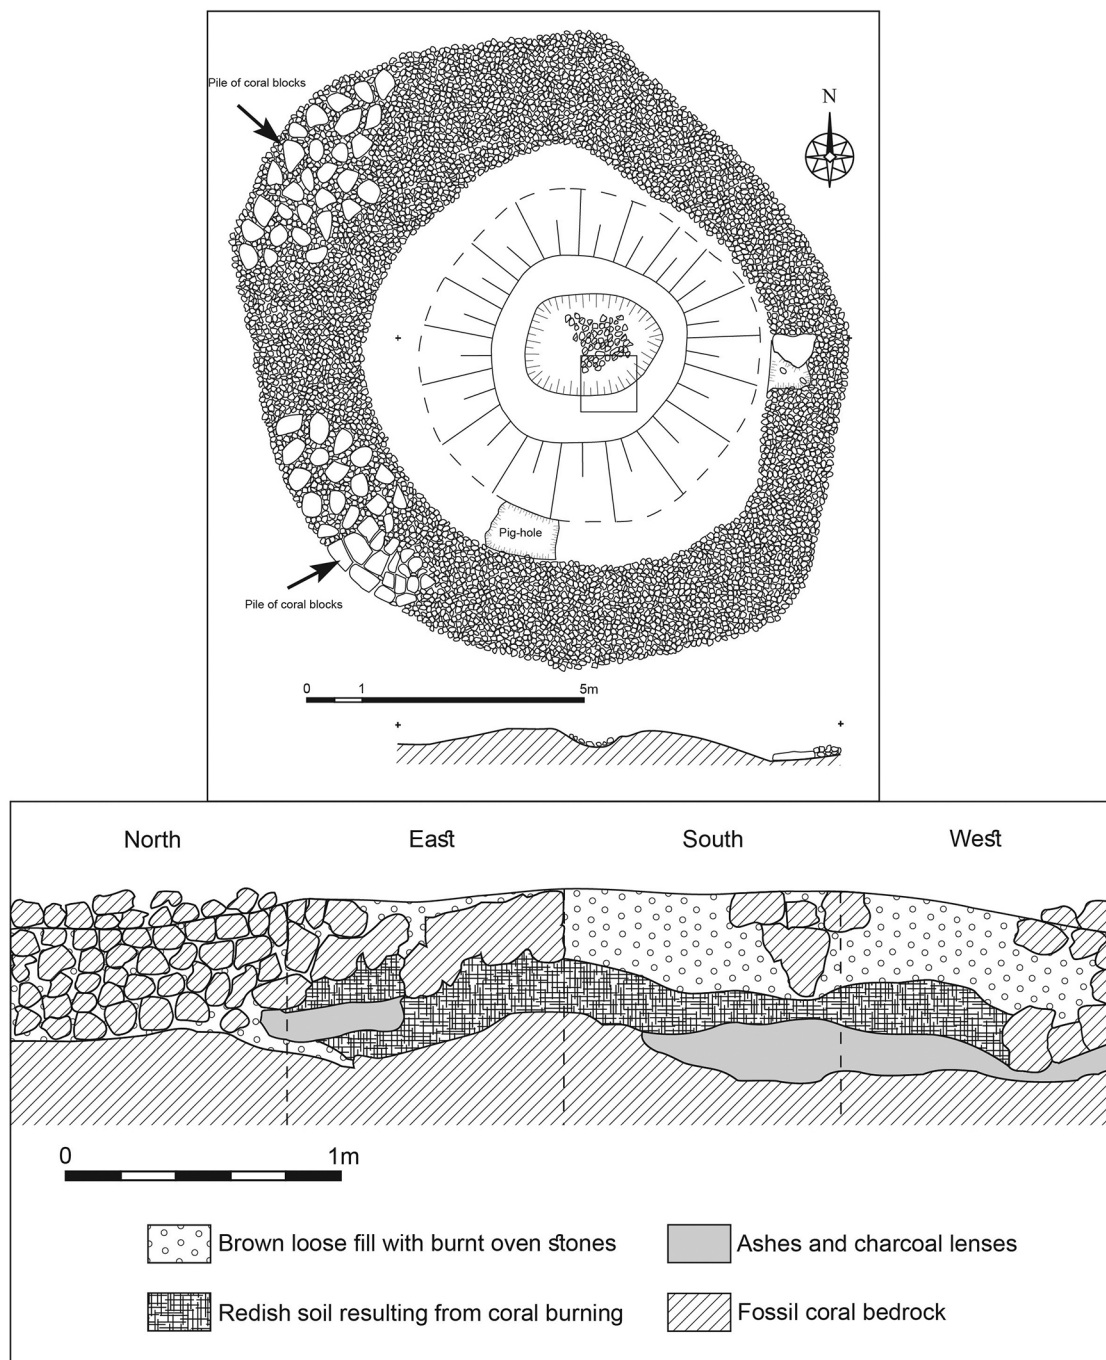 Pile of coral blocks
N
Pig-hole
Pile of coral blocks
0 1 5m
North East South West
0 1m
Brown loose fill with burnt oven stones
Ashes and charcoal lenses
Redish soil resulting from coral burning
Fossil coral bedrock